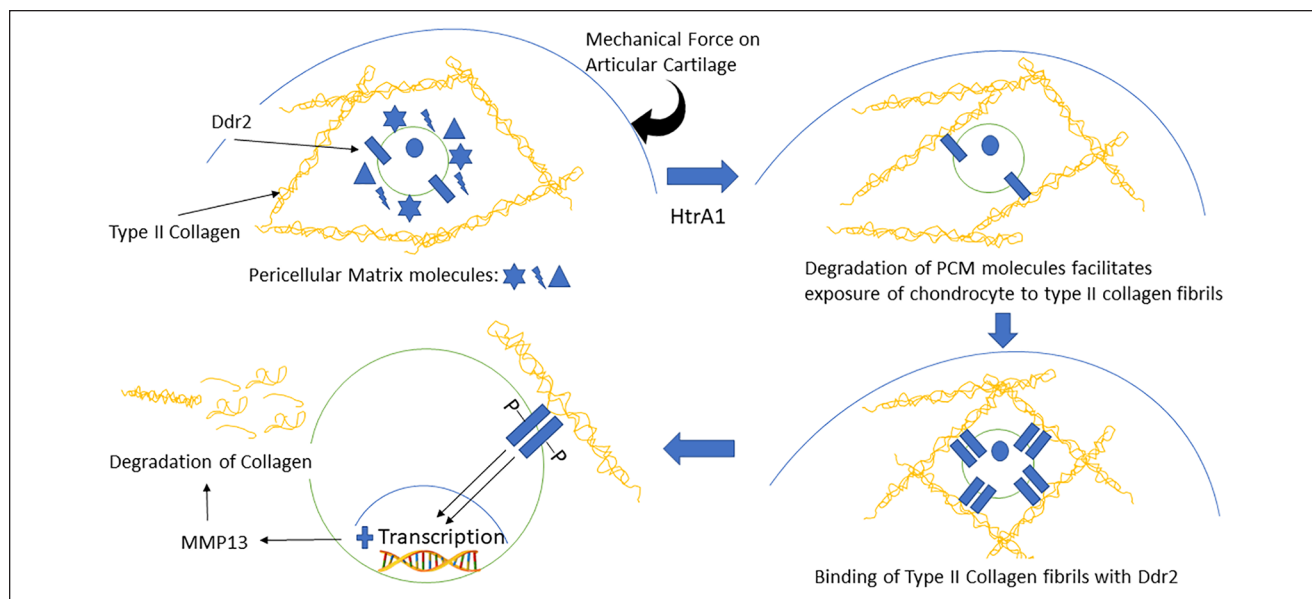 Mechanical Force on
Articular Cartilage
Ddr2
Type II Collagen
Pericellular Matrix molecules:
HtrA1
Degradation of PCM molecules facilitates
exposure of chondrocyte to type II collagen fibrils
Binding of Type II Collagen fibrils with Ddr2
P
P
Transcription
MMP13
Degradation of Collagen